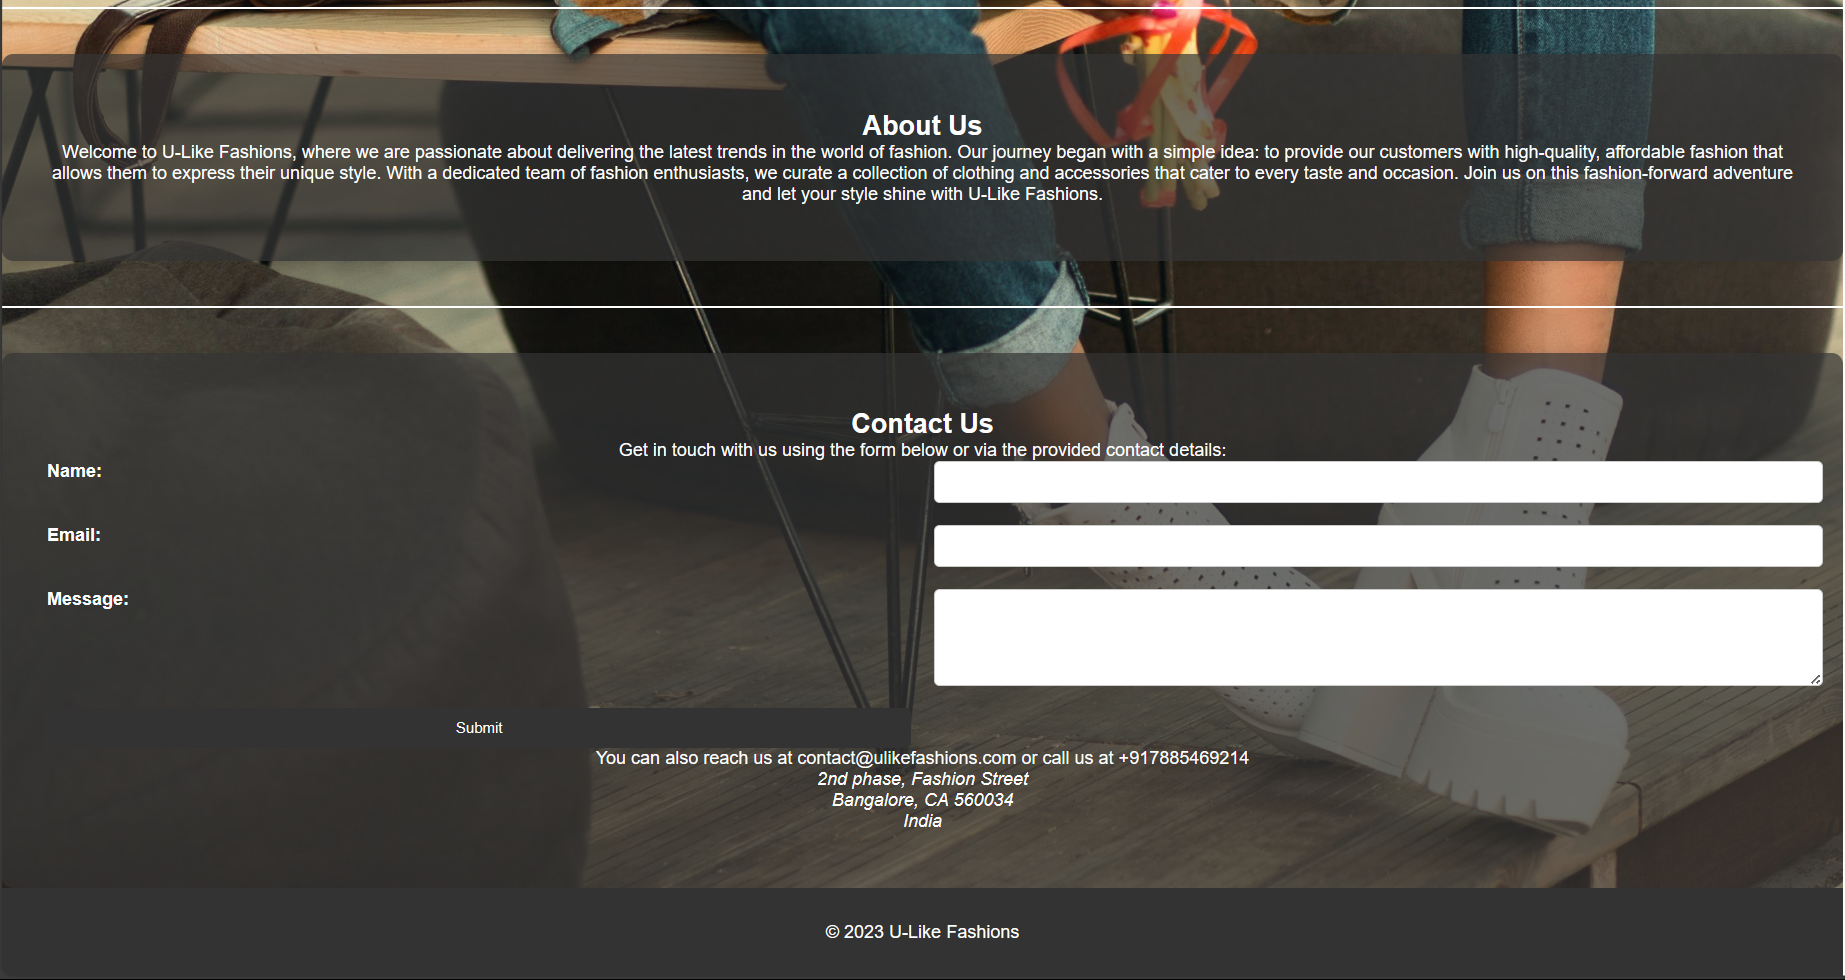 About Us
Welcome to U-Like Fashions, where we are passionate about delivering the latest trends in the world of fashion. Our journey began with a simple idea: to provide our customers with high-quality, affordable fashion that
allows them to express their unique style. With a dedicated team of fashion enthusiasts, we curate a collection of clothing and accessories that cater to every taste and occasion. Join us on this fashion-forward adventure
and let your style shine with U-Like Fashions.
Contact Us
Get in touch with us using the form below or via the provided contact details:
Name:
Email:
Message:
Submit
You can also reach us at contact@ulikefashions.com or call us at +917885469214
2nd phase, Fashion Street
Bangalore, CA 560034
India
© 2023 U-Like Fashions